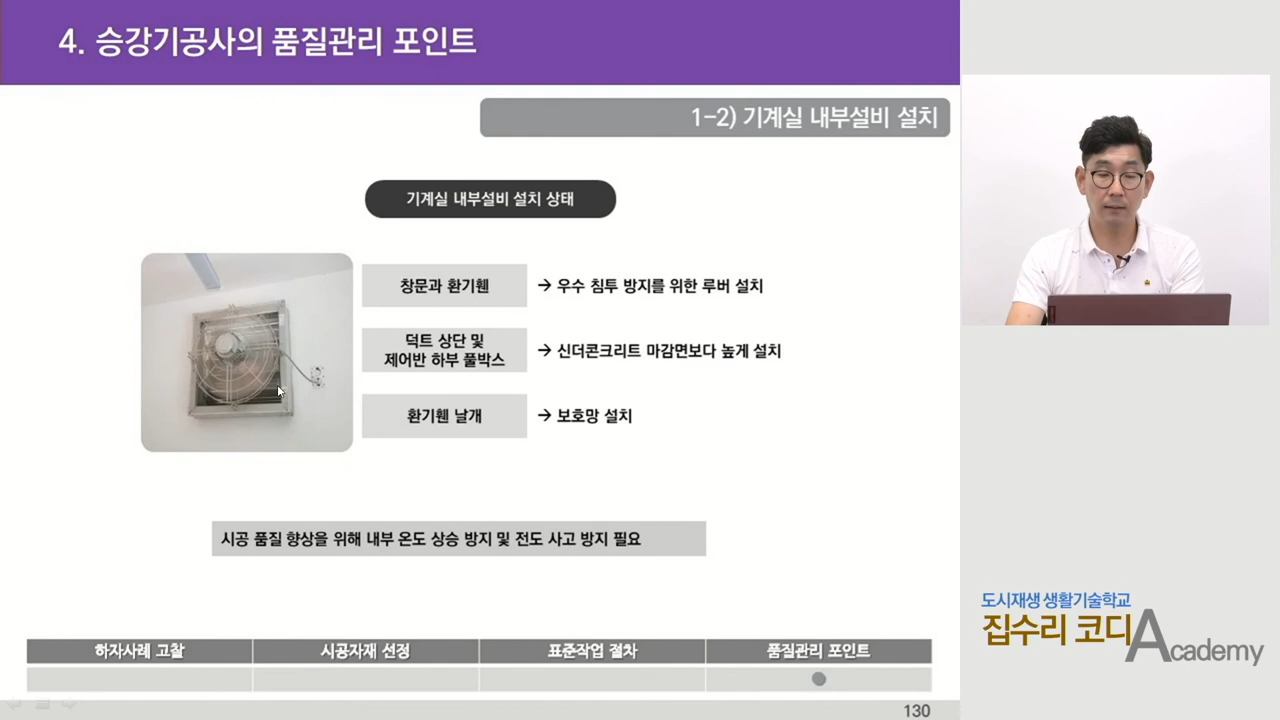 4. 승강기공사의 품질관리 포인트
1-2) 기계실 내부설비 설치
기계실 내부설비 설치 상태
창문과 환기휀
→ 우수 침투 방지를 위한 루버 설치
덕트 상단 및
제어반 하부 풀박스
→ 신더콘크리트 마감면보다 높게 설치
환기휀 날개
→ 보호망 설치
시공 품질 향상을 위해 내부 온도 상승 방지 및 전도 사고 방지 필요
하자사례 고찰
시공자재 선정
표준작업 절차
품질관리 포인트
130
도시재생 생활기술학교
집수리 코디 Academy